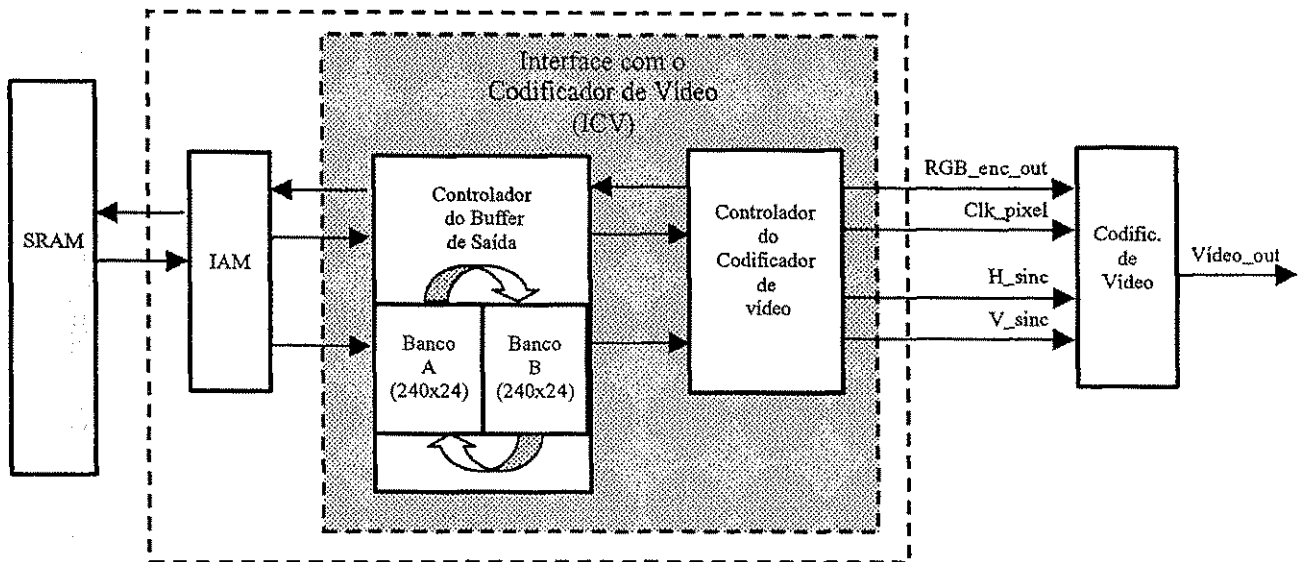 Interface com o
Codificador de Vídeo
(ICV)
SRAM
IAM
Controlador
do Buffer
de Saída
Banco
A
(240x24)
Banco
B
(240x24)
Controlador
do
Codificador
de
vídeo
RGB_enc_out
Clk_pixel
H_sinc
V_sinc
Codific.
de
Vídeo
Vídeo_out